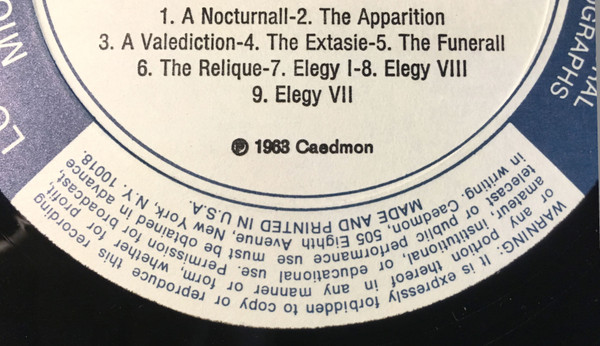 1. A Nocturnall-2. The Apparition
3. A Valediction-4. The Extasie-5. The Funerall
6. The Relique-7. Elegy I-8. Elegy VIII
9. Elegy VII
℗ 1963 Caedmon
WARNING: It is expressly forbidden to copy or reproduce this recording
or any portion thereof in any manner or form, whether for profit,
amateur, institutional, or educational use. Permission for broadcast,
telecast or public performance use must be obtained in advance
in writing. Caedmon, 505 Eighth Avenue, New York, N.Y. 10018.
MADE AND PRINTED IN U.S.A.
OGRAPHS